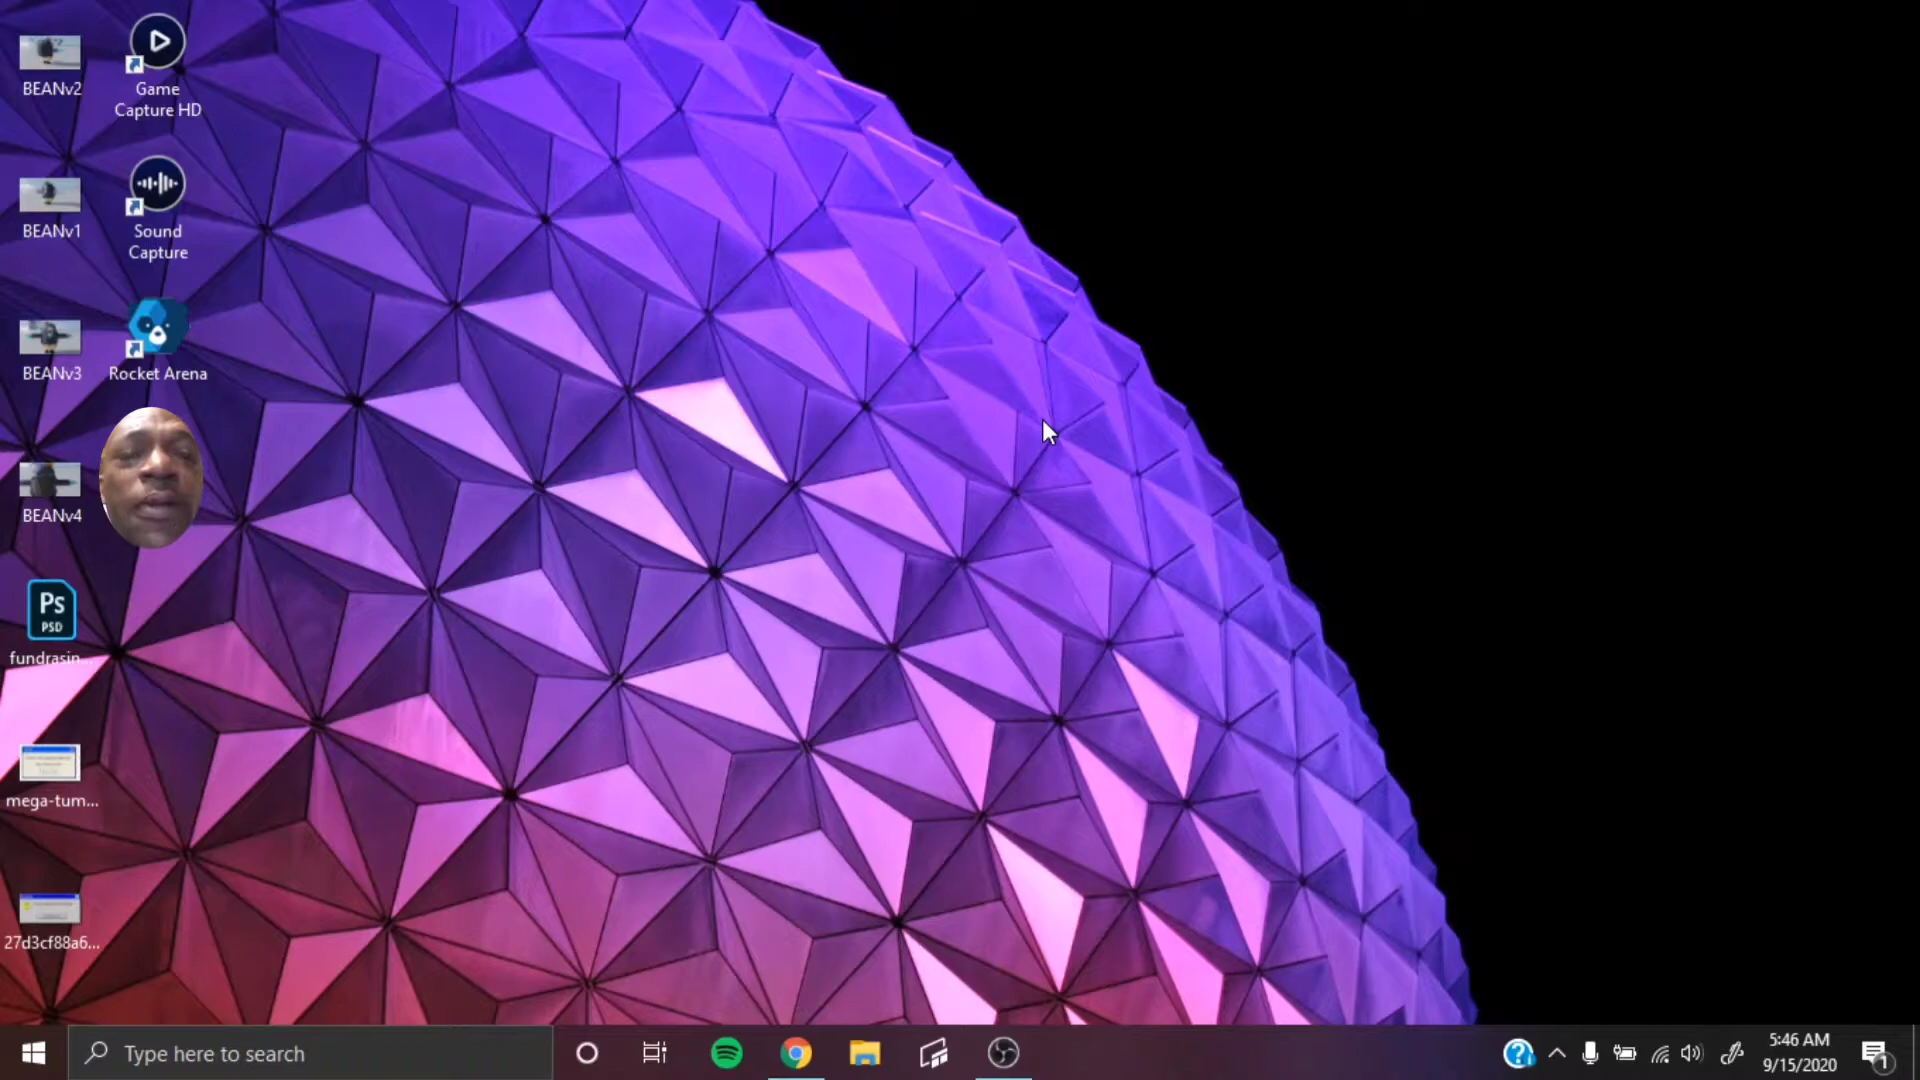 BEANv2
Game
Capture HD
BEANv1
Sound
Capture
BEANv3
Rocket Arena
BEANv4
Ps
PSD
fundrasin...
mega-tum...
27d3cf88a6...
Type here to search
5:46 AM
9/15/2020
1